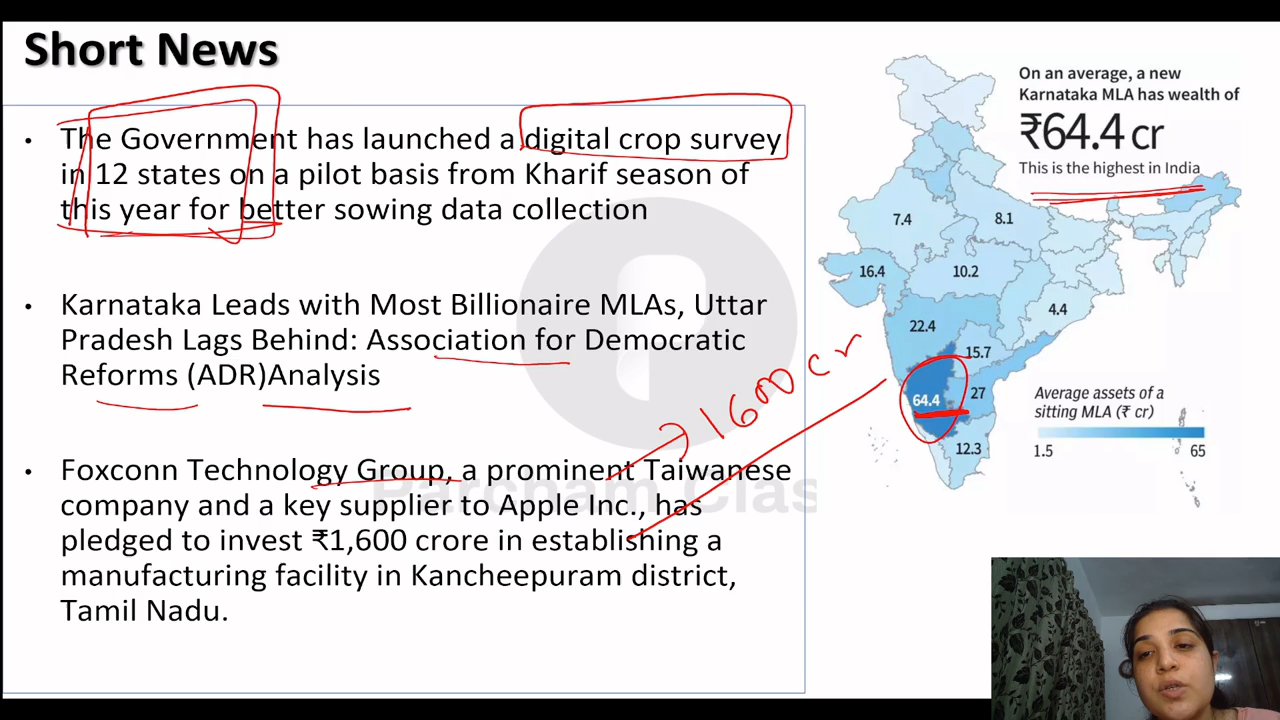 Short News
• The Government has launched a digital crop survey
in 12 states on a pilot basis from Kharif season of
this year for better sowing data collection
• Karnataka Leads with Most Billionaire MLAs, Uttar
Pradesh Lags Behind: Association for Democratic
Reforms (ADR)Analysis
• Foxconn Technology Group, a prominent Taiwanese
company and a key supplier to Apple Inc., has
pledged to invest ₹1,600 crore in establishing a
manufacturing facility in Kancheepuram district,
Tamil Nadu.
1600 cr
On an average, a new
Karnataka MLA has wealth of
₹64.4 cr
This is the highest in India
7.4
8.1
16.4
10.2
4.4
22.4
15.7
64.4
27
12.3
Average assets of a
sitting MLA (₹ cr)
1.5 65
Parcham Clas